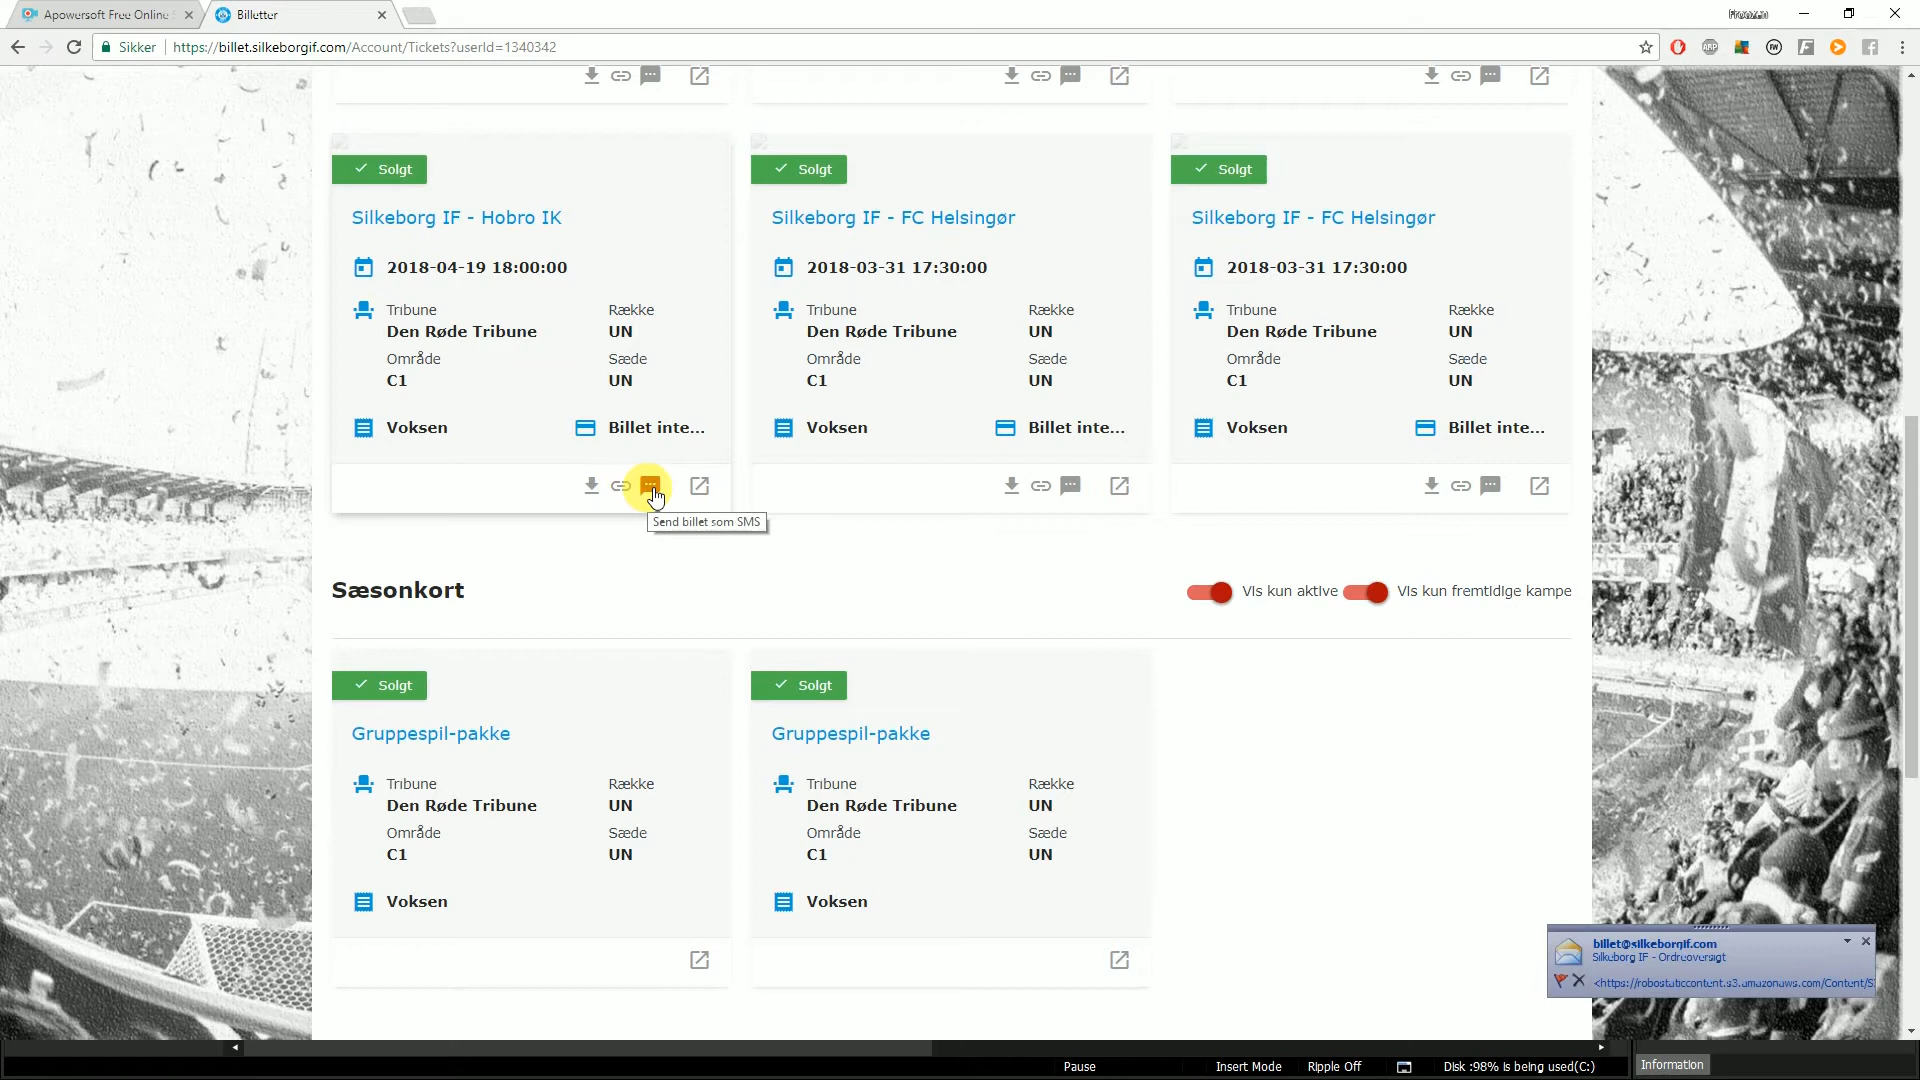 Apowersoft Free Online
Billetter
Sikker
https://billet.silkeborgif.com/Account/Tickets?userId=1340342
Solgt
Solgt
Solgt
Silkeborg IF - Hobro IK
Silkeborg IF - FC Helsingør
Silkeborg IF - FC Helsingør
2018-04-19 18:00:00
2018-03-31 17:30:00
2018-03-31 17:30:00
Tribune Række
Tribune Række
Tribune Række
Den Røde Tribune UN
Den Røde Tribune UN
Den Røde Tribune UN
Område Sæde
Område Sæde
Område Sæde
C1 UN
C1 UN
C1 UN
Voksen Billet inte...
Voksen Billet inte...
Voksen Billet inte...
Send billet som SMS
Sæsonkort
Vis kun aktive
Vis kun fremtidige kampe
Solgt
Solgt
Gruppespil-pakke
Gruppespil-pakke
Tribune Række
Tribune Række
Den Røde Tribune UN
Den Røde Tribune UN
Område Sæde
Område Sæde
C1 UN
C1 UN
Voksen
Voksen
billet@silkeborgif.com
Silkeborg IF - Ordreoversigt
<https://robostaticcontent.s3.amazonaws.com/Content/S
Pause
Insert Mode
Ripple Off
Disk :98% is being used(C:)
Information